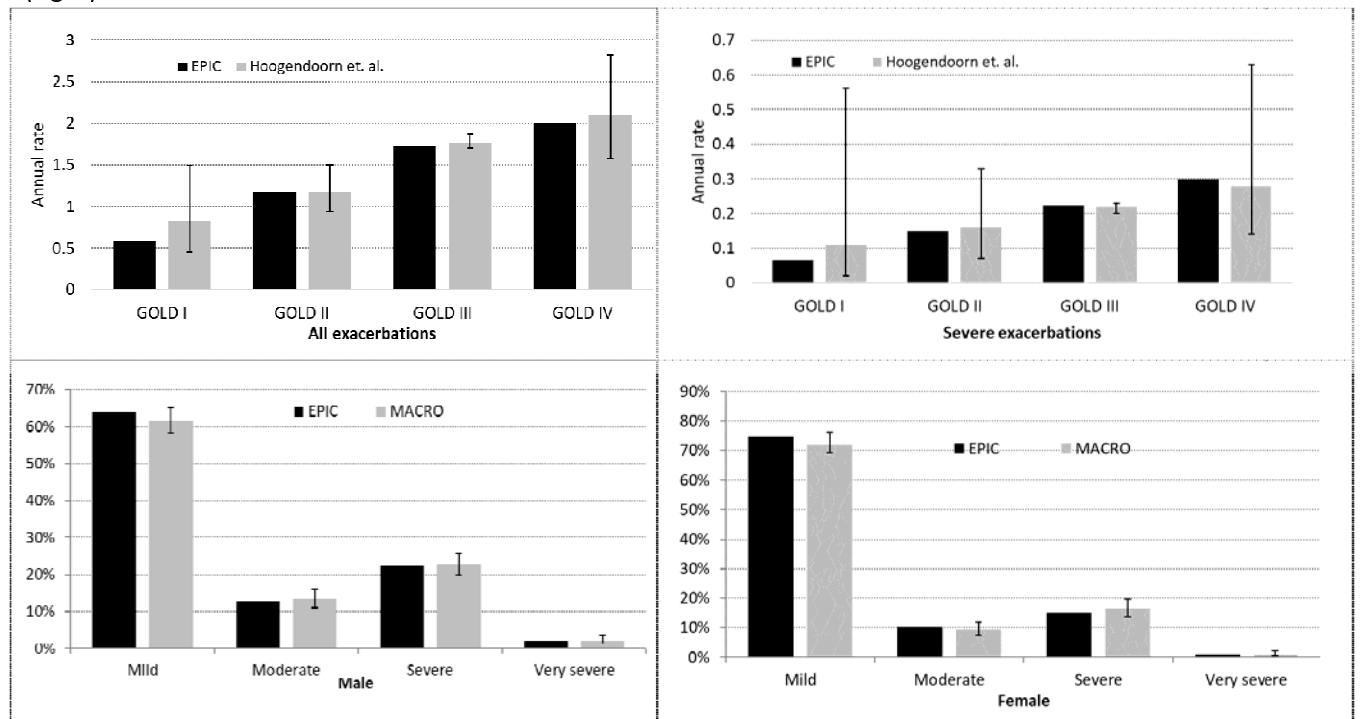 3
2.5
2
1.5
1
0.5
0
Annual rate
EPIC Hoogendoorn et. al.
GOLD I GOLD II GOLD III GOLD IV
All exacerbations
0.7
0.6
0.5
0.4
0.3
0.2
0.1
0
Annual rate
EPIC Hoogendoorn et. al.
GOLD I GOLD II GOLD III GOLD IV
Severe exacerbations
70%
60%
50%
40%
30%
20%
10%
0%
EPIC MACRO
MIld Moderate Severe Very severe
Male
90%
80%
70%
60%
50%
40%
30%
20%
10%
0%
EPIC MACRO
Mild Moderate Severe Very severe
Female